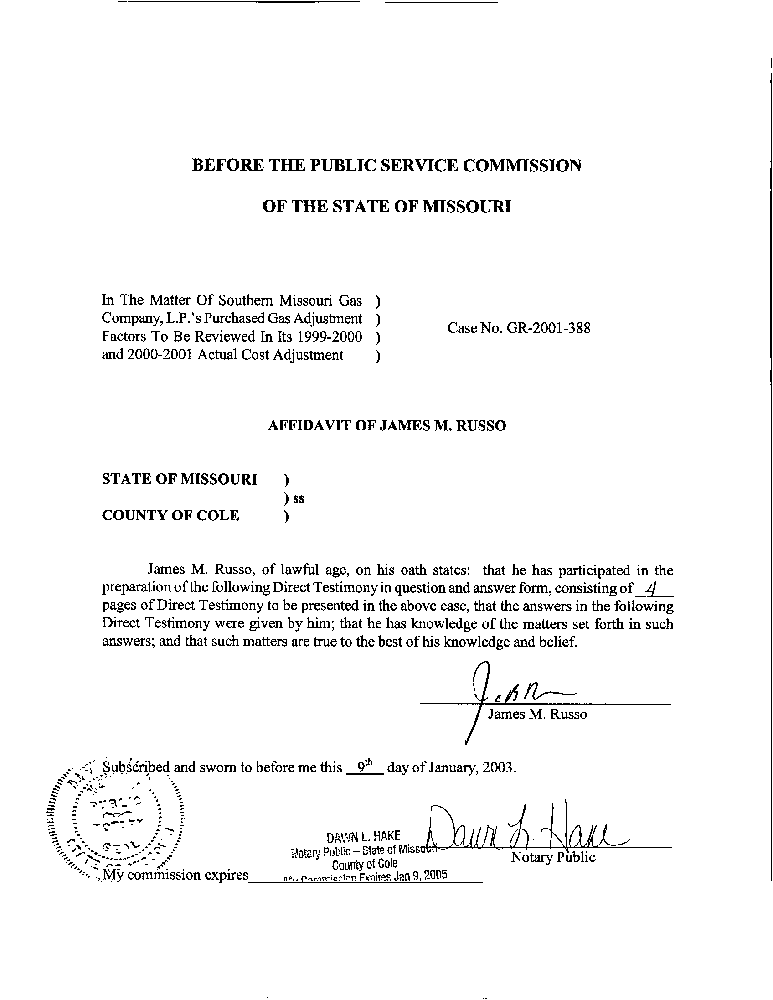 BEFORE THE PUBLIC SERVICE COMMISSION
OF THE STATE OF MISSOURI
In The Matter Of Southern Missouri Gas )
Company, L.P.'s Purchased Gas Adjustment )
Factors To Be Reviewed In Its 1999-2000 )
and 2000-2001 Actual Cost Adjustment )
Case No. GR-2001-388
AFFIDAVIT OF JAMES M. RUSSO
STATE OF MISSOURI )
) ss
COUNTY OF COLE )
James M. Russo, of lawful age, on his oath states: that he has participated in the
preparation of the following Direct Testimony in question and answer form, consisting of 4
pages of Direct Testimony to be presented in the above case, that the answers in the following
Direct Testimony were given by him; that he has knowledge of the matters set forth in such
answers; and that such matters are true to the best of his knowledge and belief.
James M. Russo
Subscribed and sworn to before me this 9th day of January, 2003.
Dawn L. Hake
DAWN L. HAKE
Notary Public – State of Missouri
County of Cole
Notary Public
My commission expires
My Commission Expires Jan 9, 2005